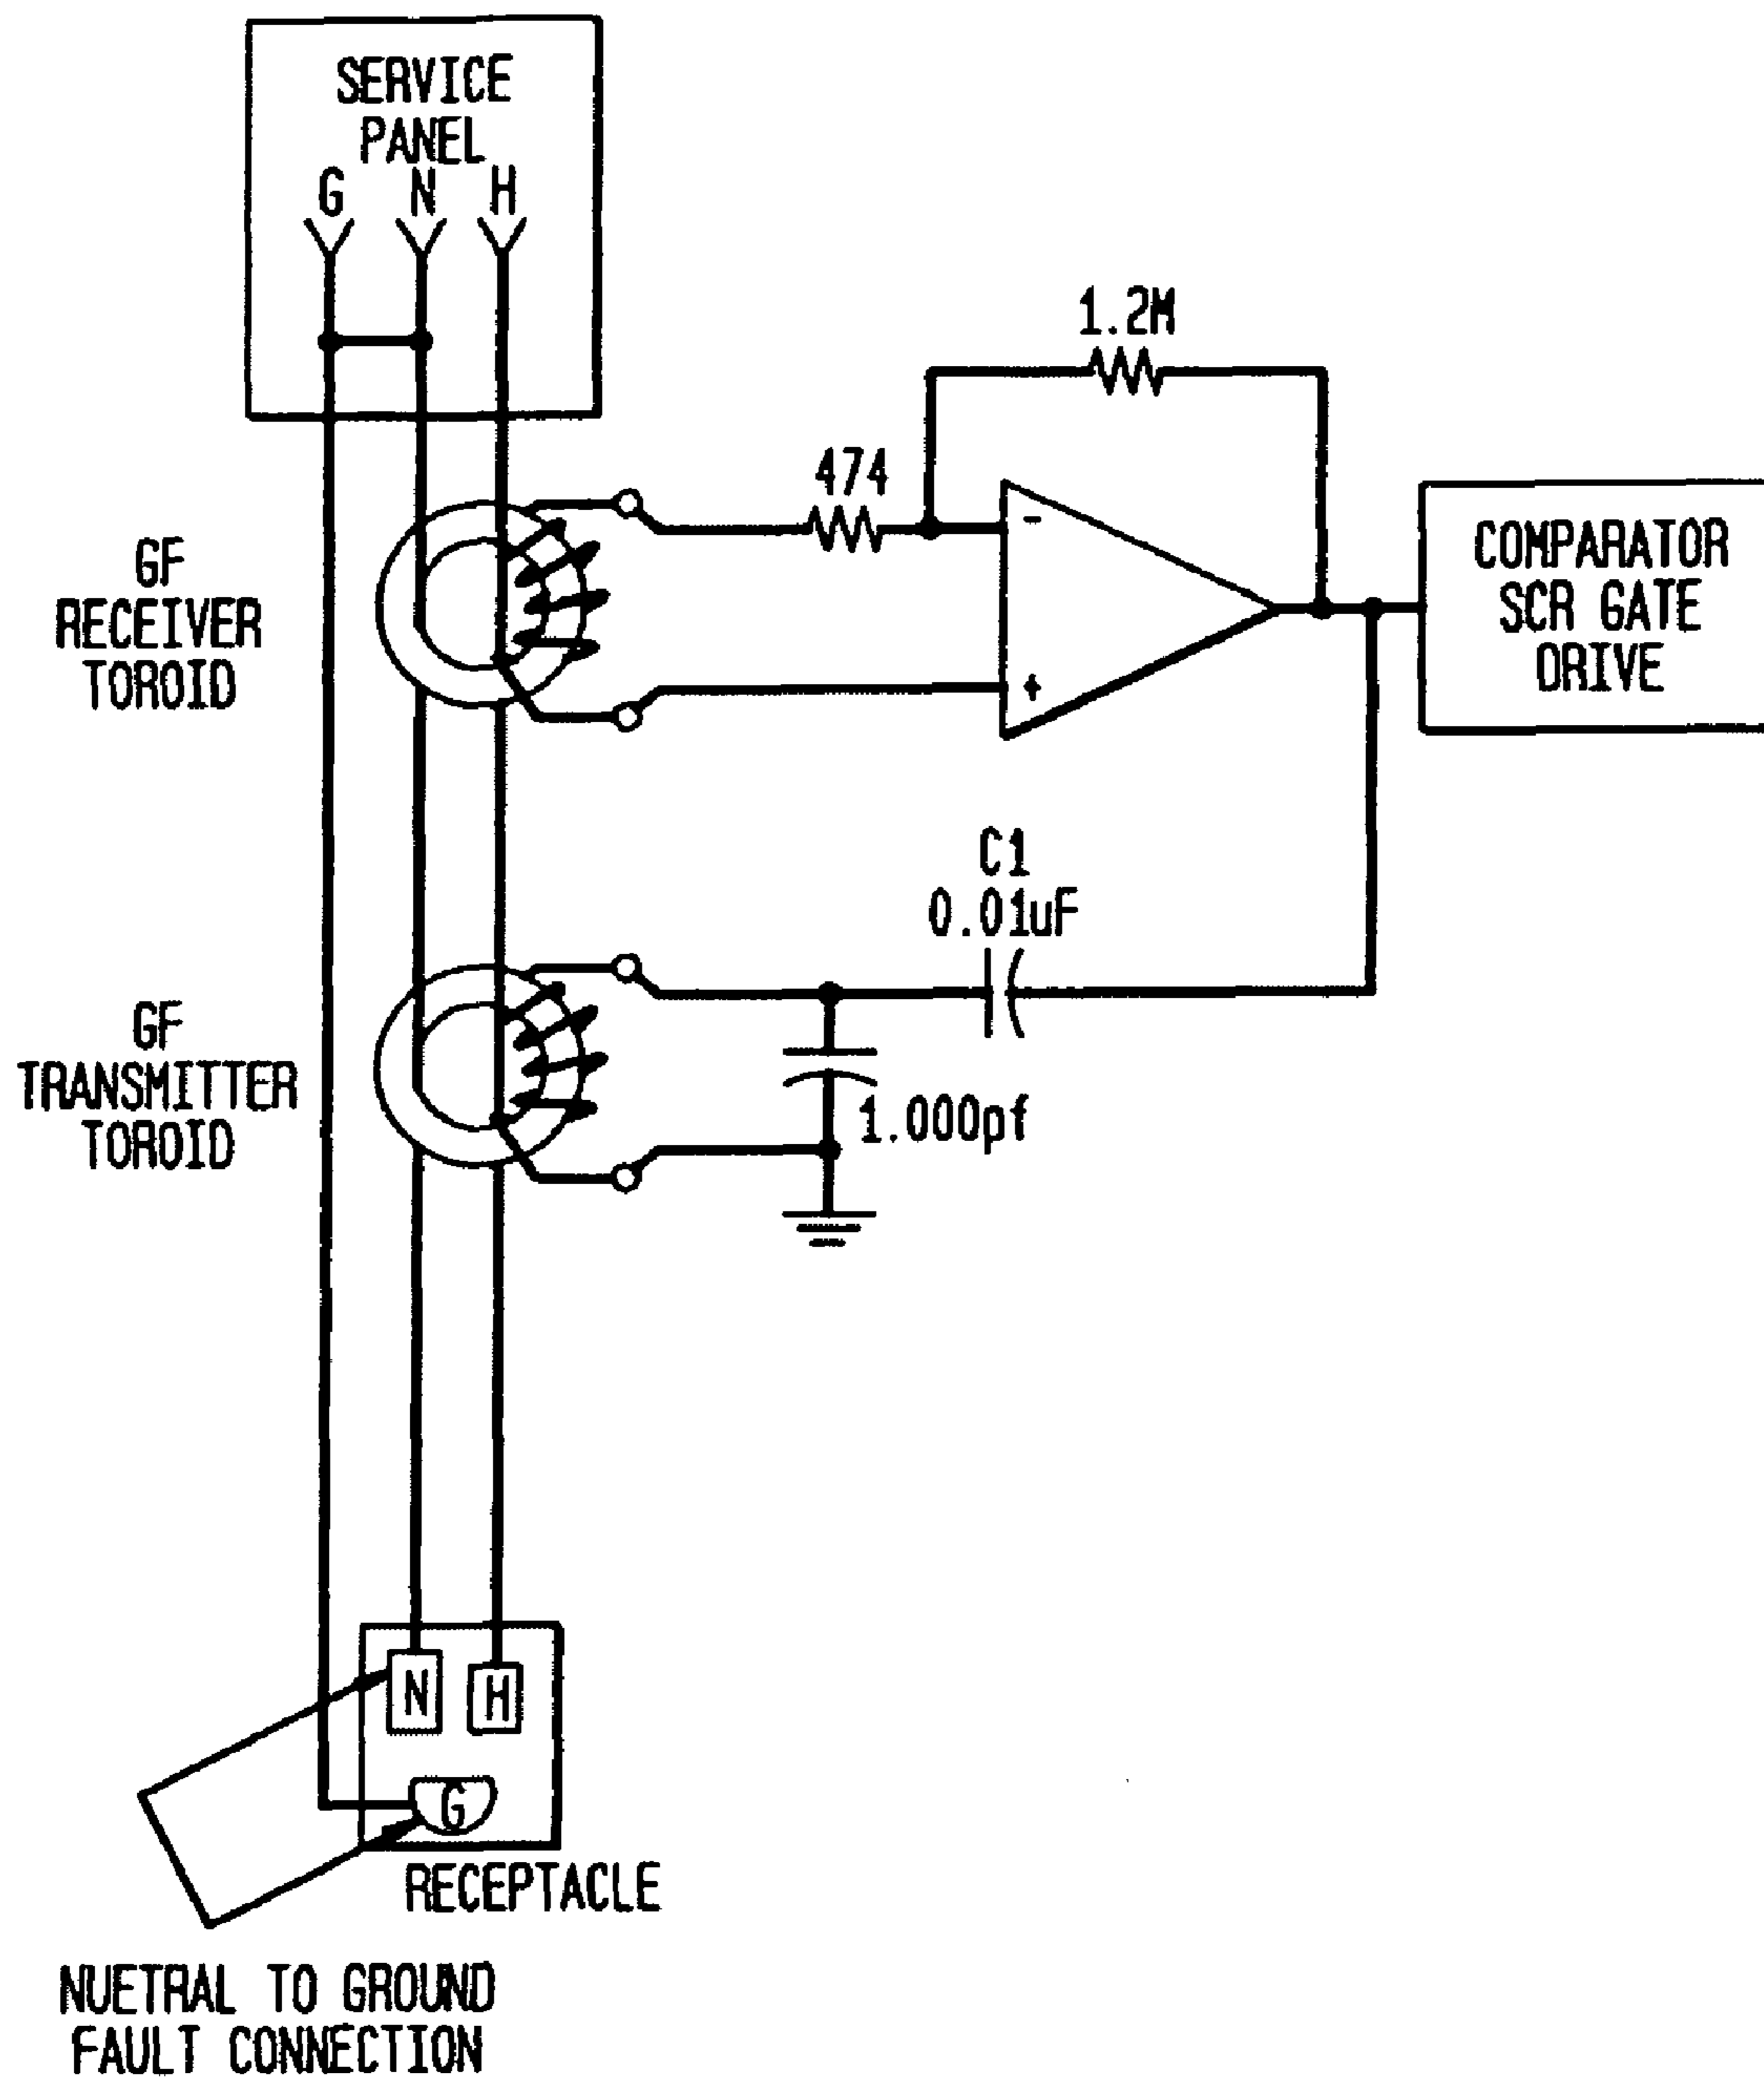 SERVICE
PANEL
G N H
1.2M
474
-
+
COMPARATOR
SCR GATE
DRIVE
GF
RECEIVER
TOROID
C1
0.01uF
GF
TRANSMITTER
TOROID
1.000pf
N H
G
RECEPTACLE
NUETRAL TO GROUND
FAULT CONNECTION